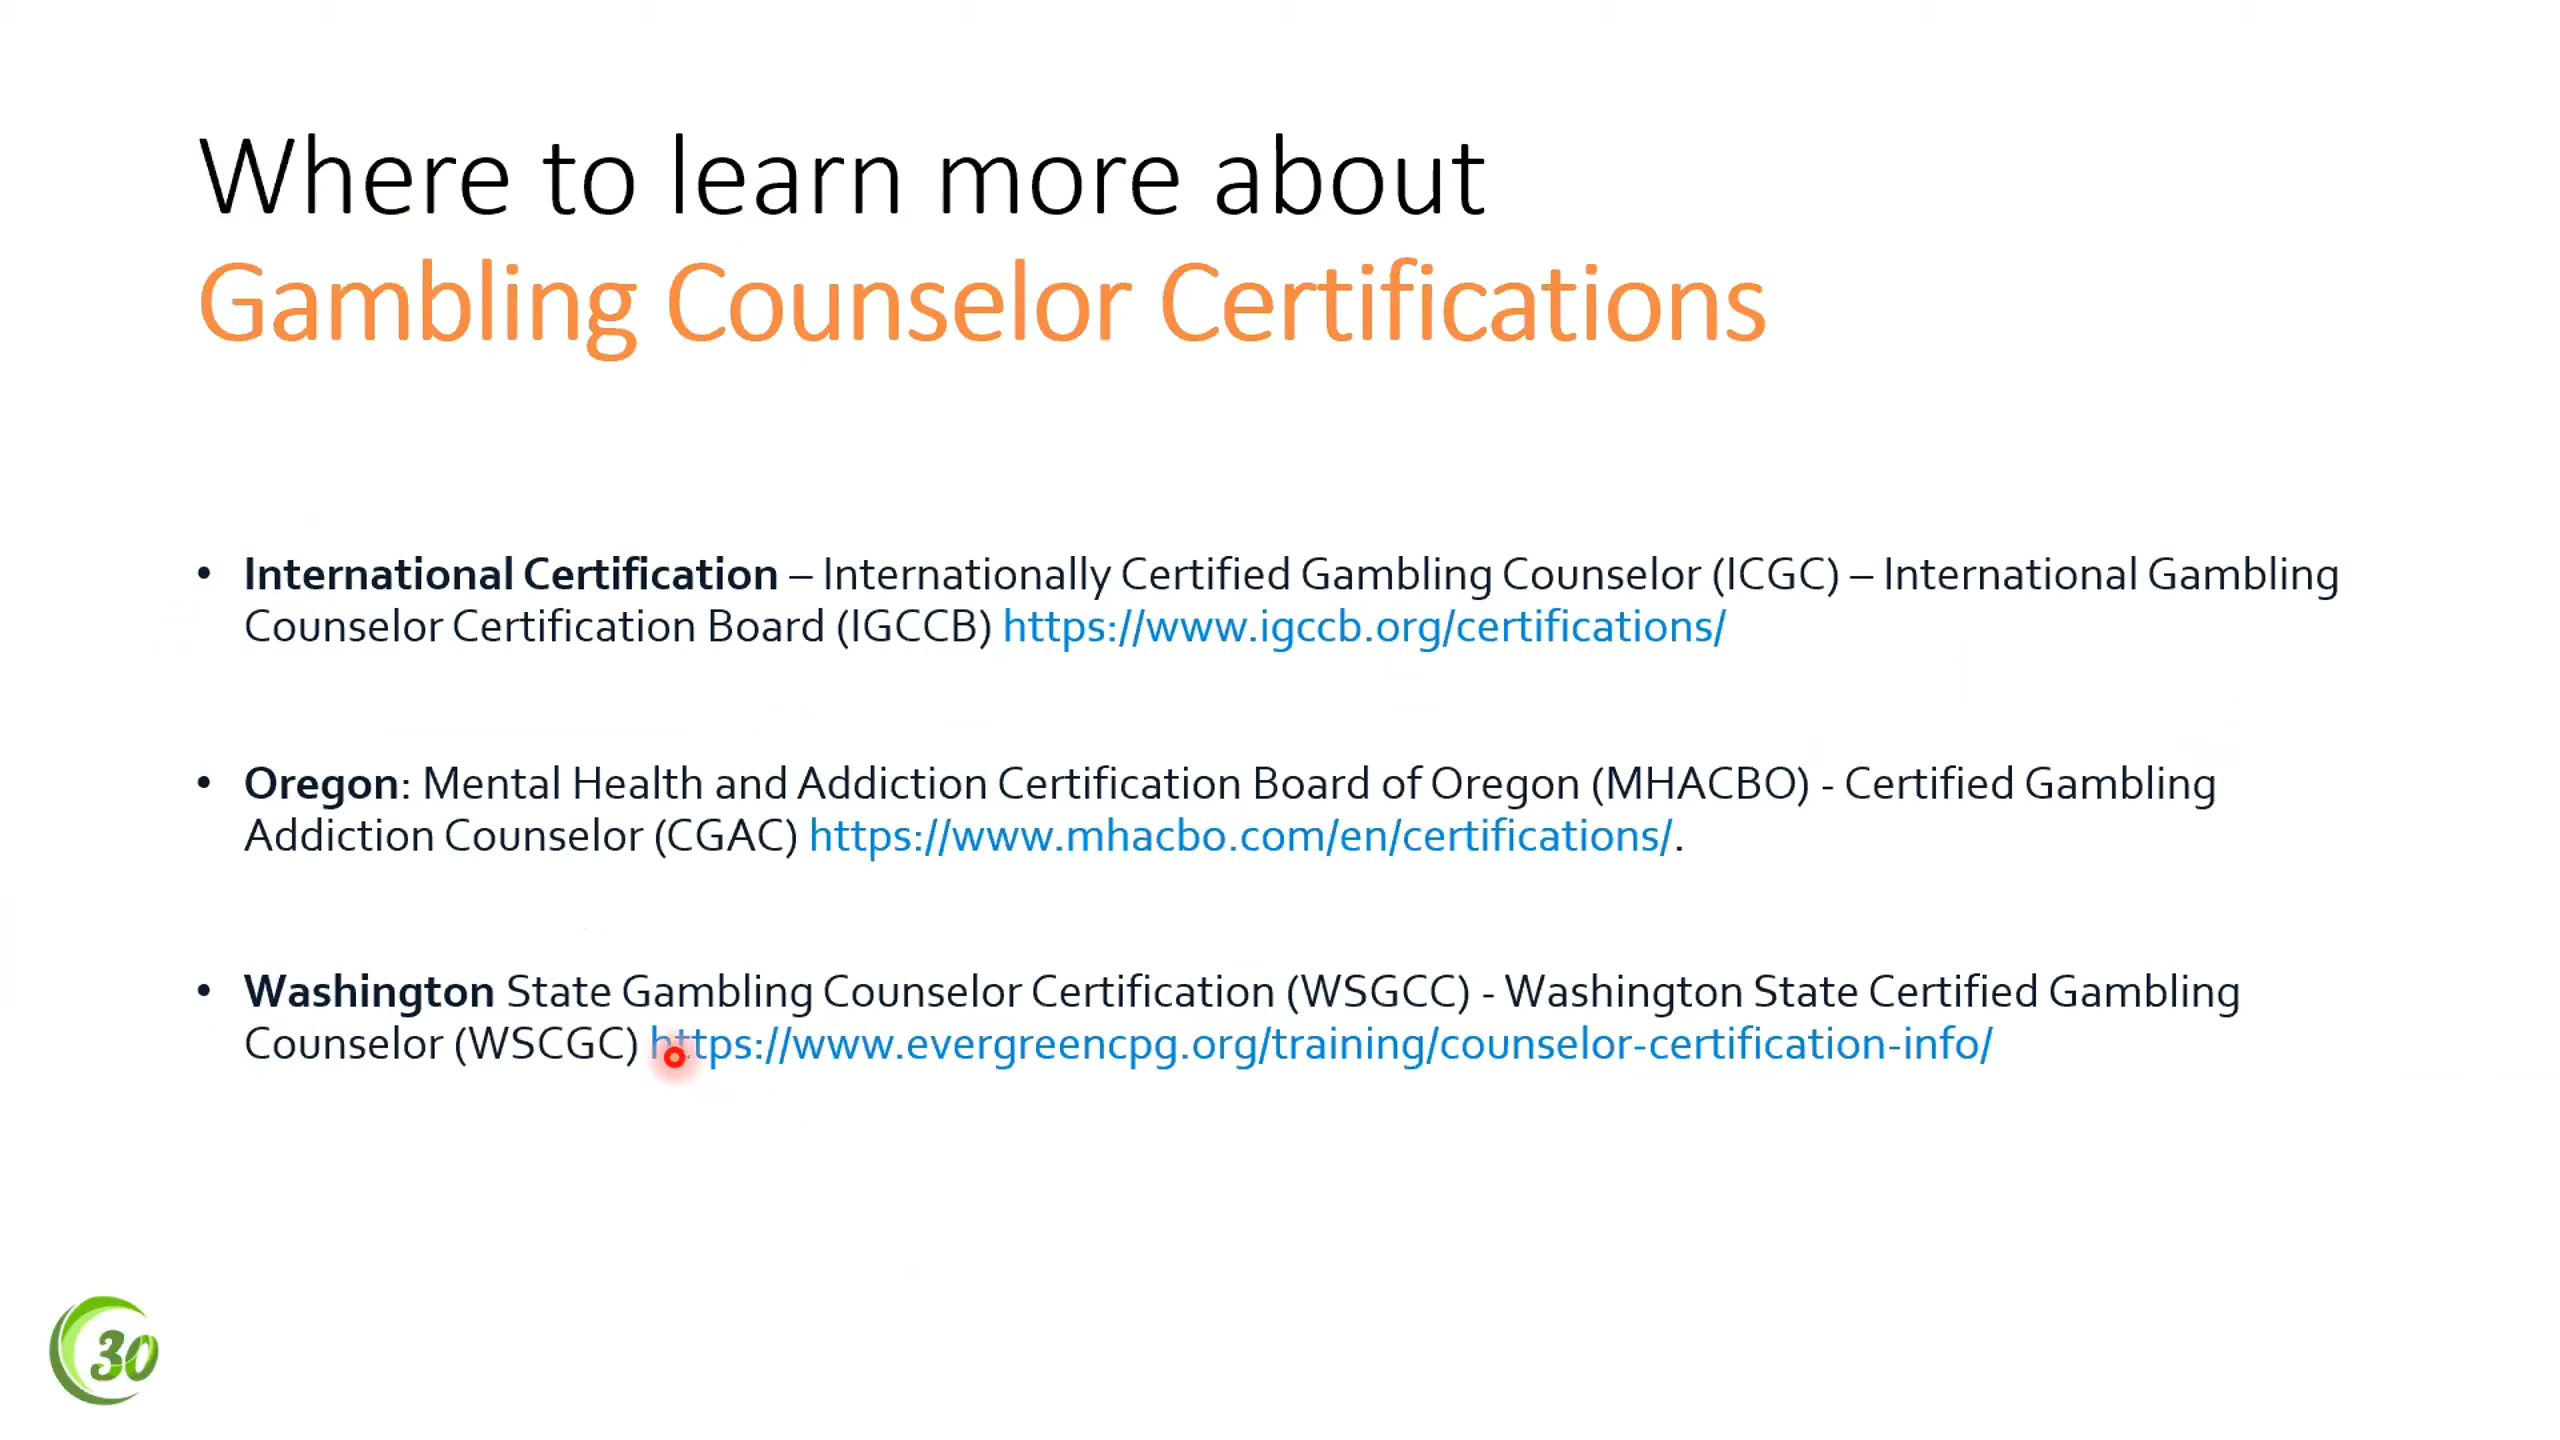 Where to learn more about
Gambling Counselor Certifications
• International Certification – Internationally Certified Gambling Counselor (ICGC) – International Gambling
Counselor Certification Board (IGCCB) https://www.igccb.org/certifications/
• Oregon: Mental Health and Addiction Certification Board of Oregon (MHACBO) - Certified Gambling
Addiction Counselor (CGAC) https://www.mhacbo.com/en/certifications/.
• Washington State Gambling Counselor Certification (WSGCC) - Washington State Certified Gambling
Counselor (WSCGC) https://www.evergreencpg.org/training/counselor-certification-info/
30